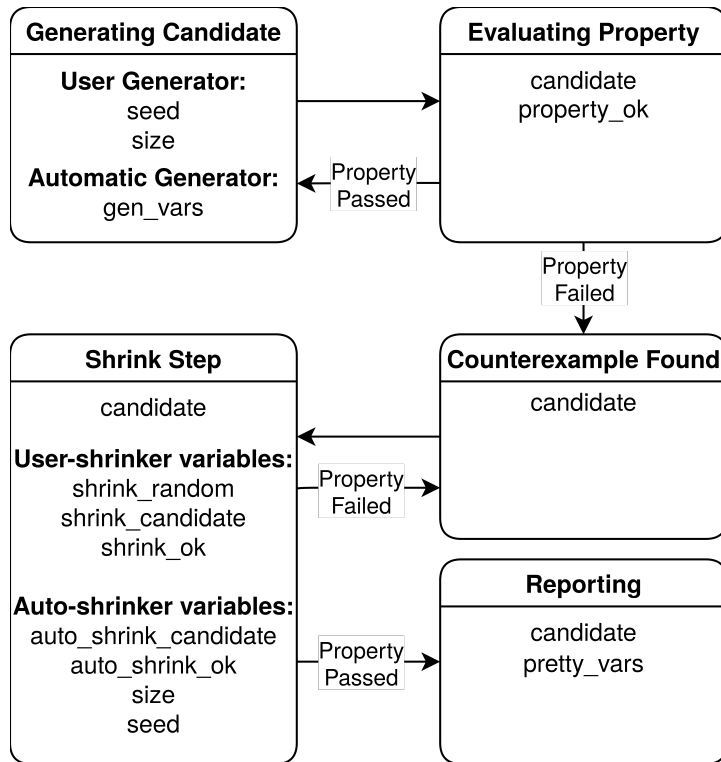 Generating Candidate
User Generator:
seed
size
Automatic Generator:
gen_vars
Evaluating Property
candidate
property_ok
Property
Passed
Property
Failed
Shrink Step
candidate
User-shrinker variables:
shrink_random
shrink_candidate
shrink_ok
Auto-shrinker variables:
auto_shrink_candidate
auto_shrink_ok
size
seed
Counterexample Found
candidate
Property
Failed
Property
Passed
Reporting
candidate
pretty_vars